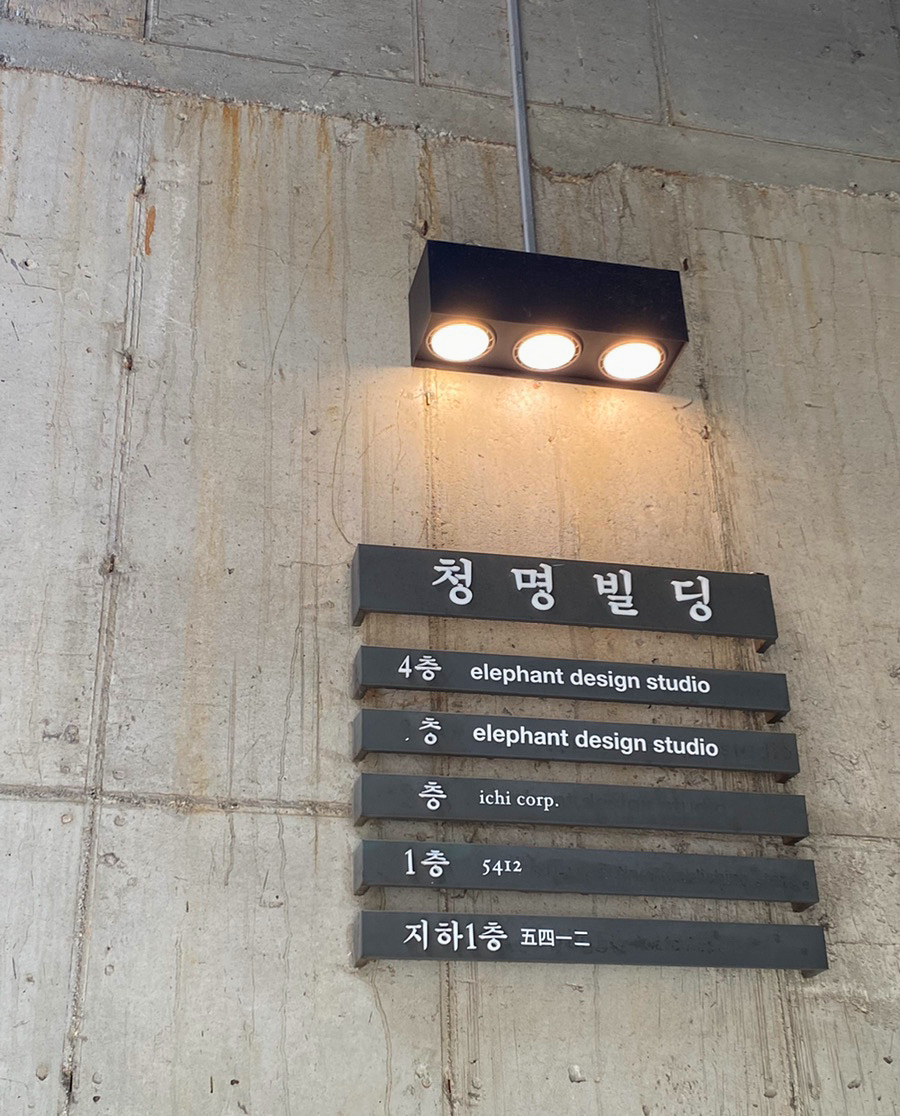 청명빌딩
4층 elephant design studio
층 elephant design studio
층 ichi corp.
1층 5412
지하1층 五四一二